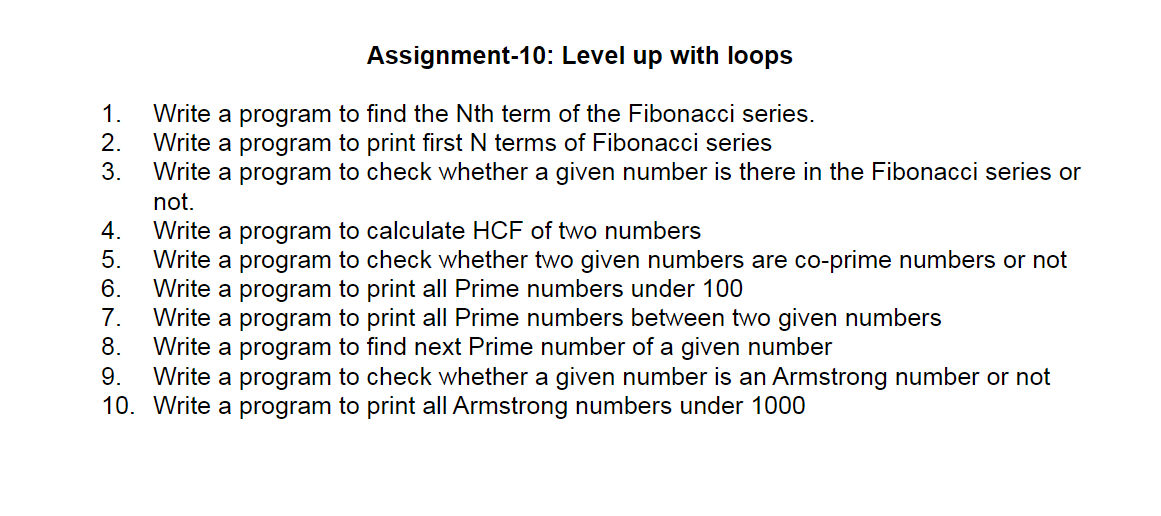 Assignment-10: Level up with loops
1. Write a program to find the Nth term of the Fibonacci series.
2. Write a program to print first N terms of Fibonacci series
3. Write a program to check whether a given number is there in the Fibonacci series or
not.
4. Write a program to calculate HCF of two numbers
5. Write a program to check whether two given numbers are co-prime numbers or not
6. Write a program to print all Prime numbers under 100
7. Write a program to print all Prime numbers between two given numbers
8. Write a program to find next Prime number of a given number
9. Write a program to check whether a given number is an Armstrong number or not
10. Write a program to print all Armstrong numbers under 1000